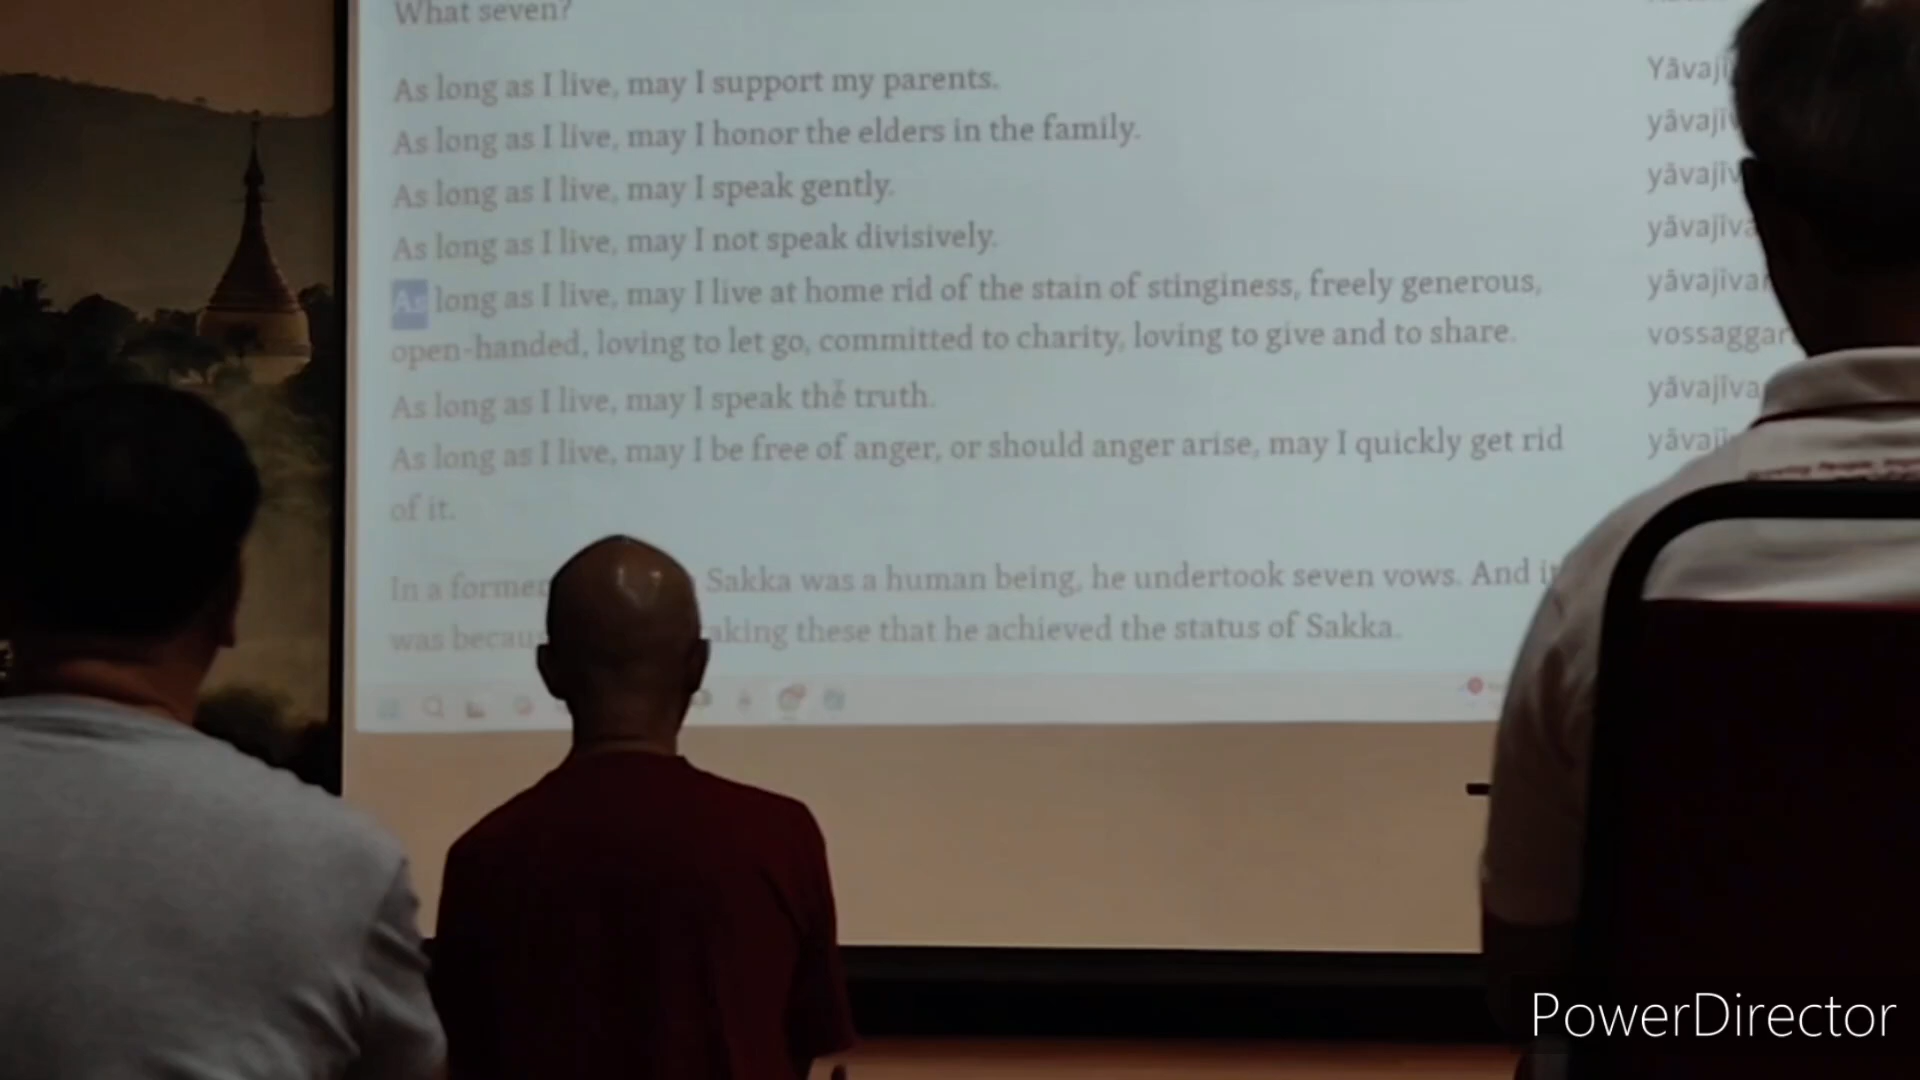 What seven?
As long as I live, may I support my parents.
As long as I live, may I honor the elders in the family.
As long as I live, may I speak gently.
As long as I live, may I not speak divisively.
As long as I live, may I live at home rid of the stain of stinginess, freely generous,
open-handed, loving to let go, committed to charity, loving to give and to share.
As long as I live, may I speak the truth.
As long as I live, may I be free of anger, or should anger arise, may I quickly get rid
of it.
In a former Sakka was a human being, he undertook seven vows. And it
was becau aking these that he achieved the status of Sakka.
Yāvajī
yāvajīv
yāvajīv
yāvajīva
yāvajīvaṁ
vossaggara
yāvajīva
yāvajī
PowerDirector